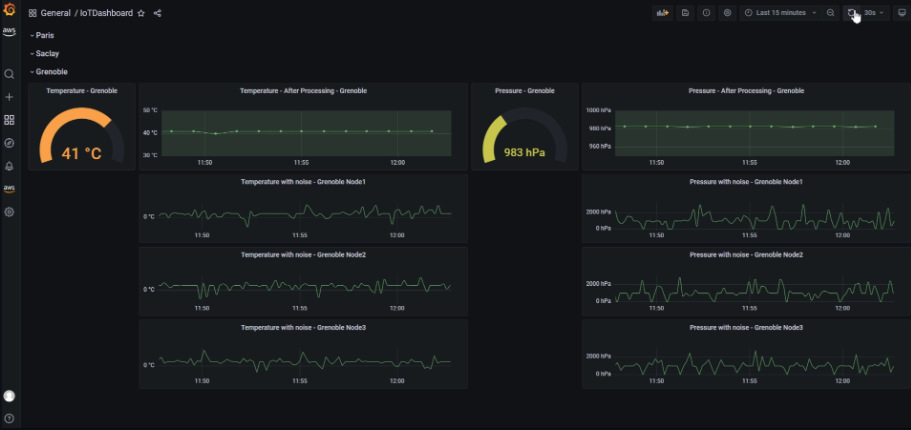 General / IoTDashboard
Last 15 minutes
30s
aws
Paris
Saclay
Grenoble
Temperature - Grenoble
41 °C
Temperature - After Processing - Grenoble
50 °C
40 °C
30 °C
11:50 11:55 12:00
Pressure - Grenoble
983 hPa
Pressure - After Processing - Grenoble
1000 hPa
980 hPa
960 hPa
11:50 11:55 12:00
Temperature with noise - Grenoble Node1
0 °C
11:50 11:55 12:00
Pressure with noise - Grenoble Node1
2000 hPa
0 hPa
11:50 11:55 12:00
aws
Temperature with noise - Grenoble Node2
0 °C
11:50 11:55 12:00
Pressure with noise - Grenoble Node2
2000 hPa
0 hPa
11:50 11:55 12:00
Temperature with noise - Grenoble Node3
0 °C
11:50 11:55 12:00
Pressure with noise - Grenoble Node3
2000 hPa
0 hPa
11:50 11:55 12:00